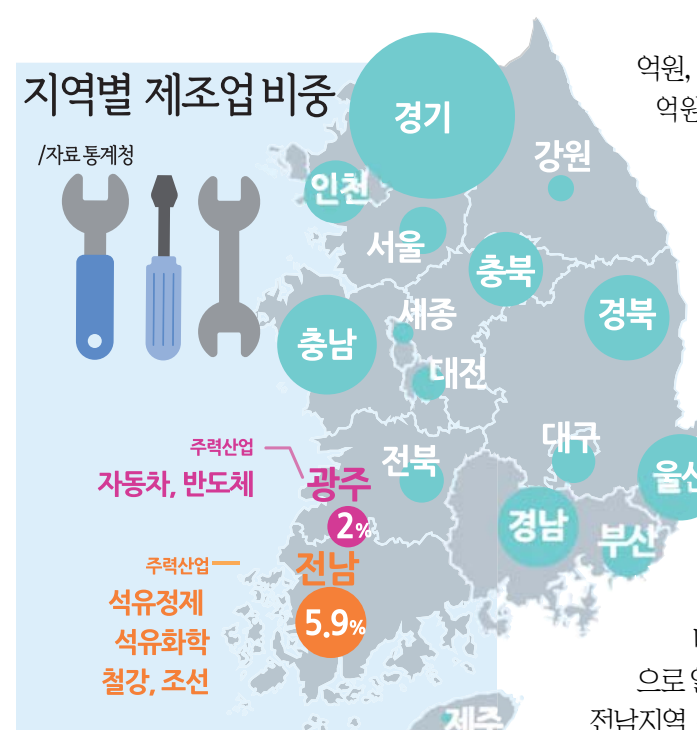 지역별 제조업 비중
/자료 통계청
억원,
억원
경기
강원
인천
서울
충북
세종
경북
충남
대전
대구
전북
주력산업
자동차, 반도체
광주
2%
울산
경남
부산
주력산업
석유정제
석유화학
철강, 조선
전남
5.9%
으로
전남지역
제주